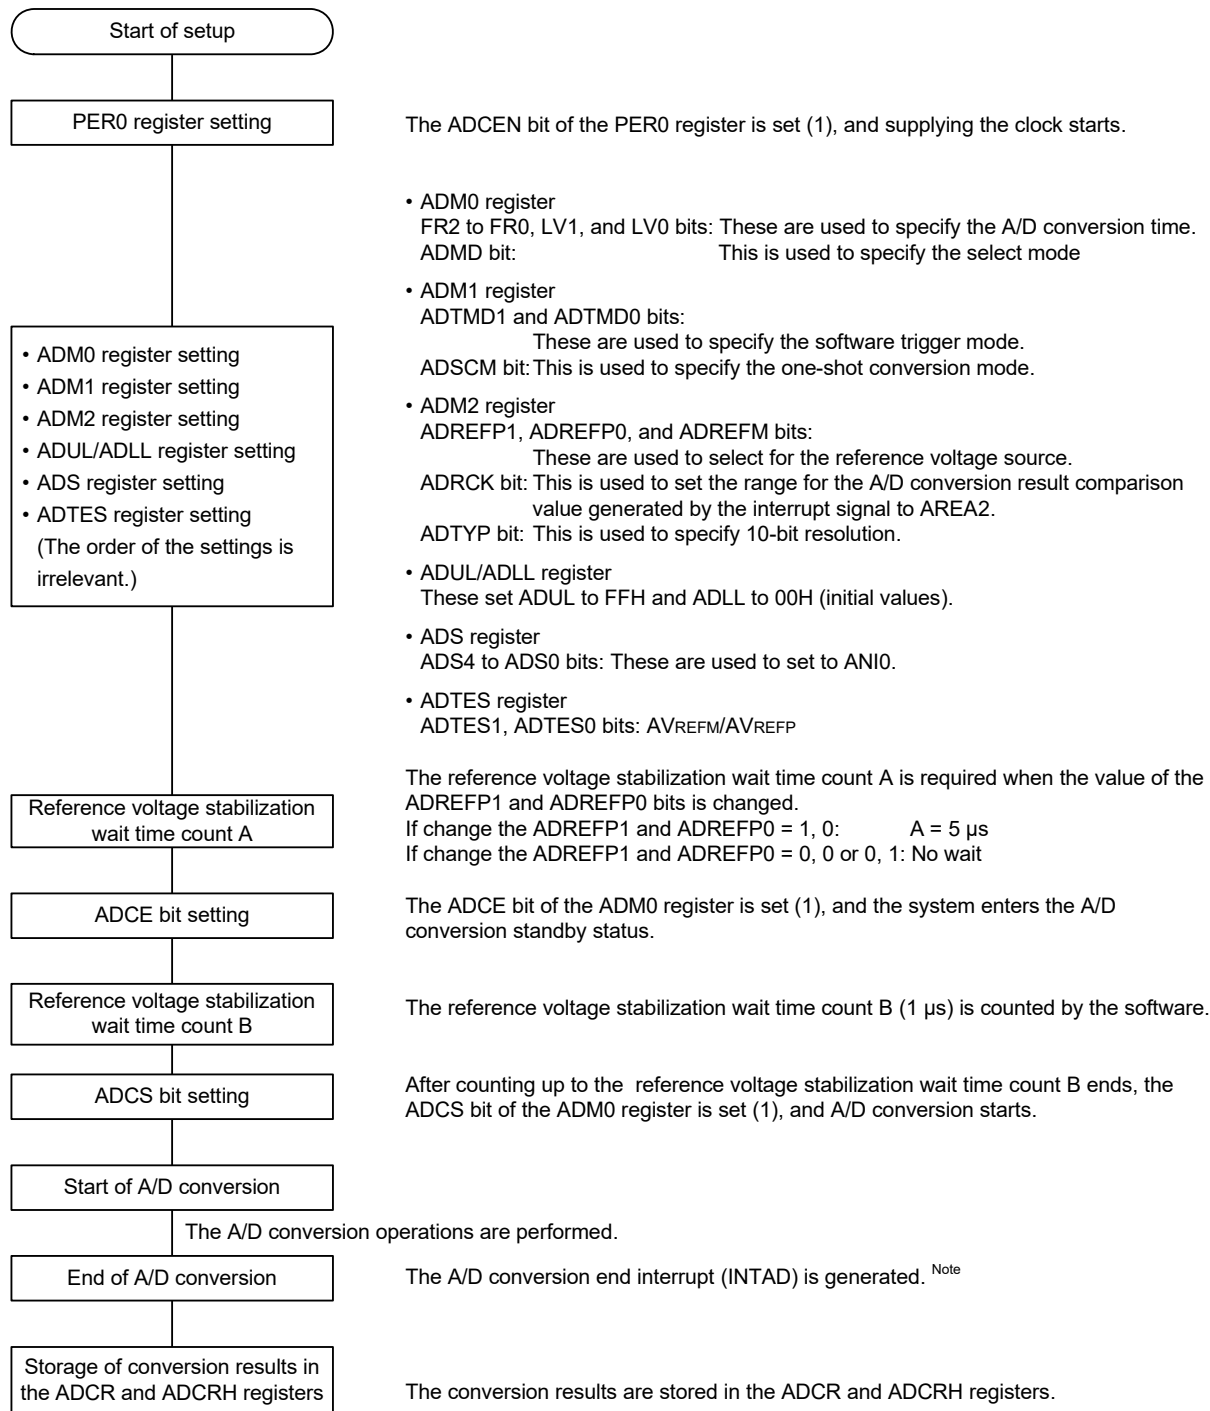 Start of setup
PER0 register setting
The ADCEN bit of the PER0 register is set (1), and supplying the clock starts.
• ADM0 register setting
• ADM1 register setting
• ADM2 register setting
• ADUL/ADLL register setting
• ADS register setting
• ADTES register setting
(The order of the settings is
irrelevant.)
• ADM0 register
FR2 to FR0, LV1, and LV0 bits: These are used to specify the A/D conversion time.
ADMD bit: This is used to specify the select mode
• ADM1 register
ADTMD1 and ADTMD0 bits:
These are used to specify the software trigger mode.
ADSCM bit: This is used to specify the one-shot conversion mode.
• ADM2 register
ADREFP1, ADREFP0, and ADREFM bits:
These are used to select for the reference voltage source.
ADRCK bit: This is used to set the range for the A/D conversion result comparison
value generated by the interrupt signal to AREA2.
ADTYP bit: This is used to specify 10-bit resolution.
• ADUL/ADLL register
These set ADUL to FFH and ADLL to 00H (initial values).
• ADS register
ADS4 to ADS0 bits: These are used to set to ANI0.
• ADTES register
ADTES1, ADTES0 bits: AVREFM/AVREFP
Reference voltage stabilization
wait time count A
The reference voltage stabilization wait time count A is required when the value of the
ADREFP1 and ADREFP0 bits is changed.
If change the ADREFP1 and ADREFP0 = 1, 0: A = 5 µs
If change the ADREFP1 and ADREFP0 = 0, 0 or 0, 1: No wait
ADCE bit setting
The ADCE bit of the ADM0 register is set (1), and the system enters the A/D
conversion standby status.
Reference voltage stabilization
wait time count B
The reference voltage stabilization wait time count B (1 µs) is counted by the software.
ADCS bit setting
After counting up to the reference voltage stabilization wait time count B ends, the
ADCS bit of the ADM0 register is set (1), and A/D conversion starts.
Start of A/D conversion
The A/D conversion operations are performed.
End of A/D conversion
The A/D conversion end interrupt (INTAD) is generated. Note
Storage of conversion results in
the ADCR and ADCRH registers
The conversion results are stored in the ADCR and ADCRH registers.